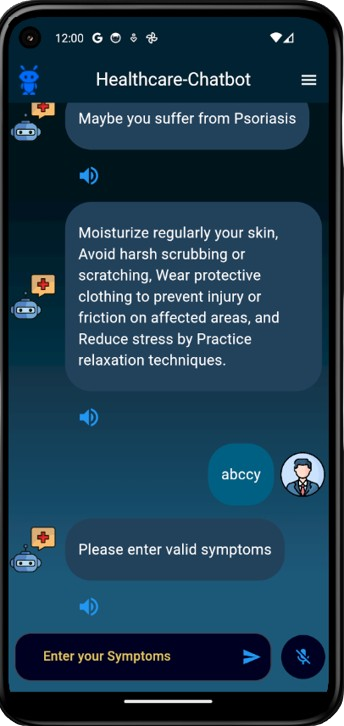 12:00
Healthcare-Chatbot
Maybe you suffer from Psoriasis
Moisturize regularly your skin,
Avoid harsh scrubbing or
scratching, Wear protective
clothing to prevent injury or
friction on affected areas, and
Reduce stress by Practice
relaxation techniques.
abccy
Please enter valid symptoms
Enter your Symptoms